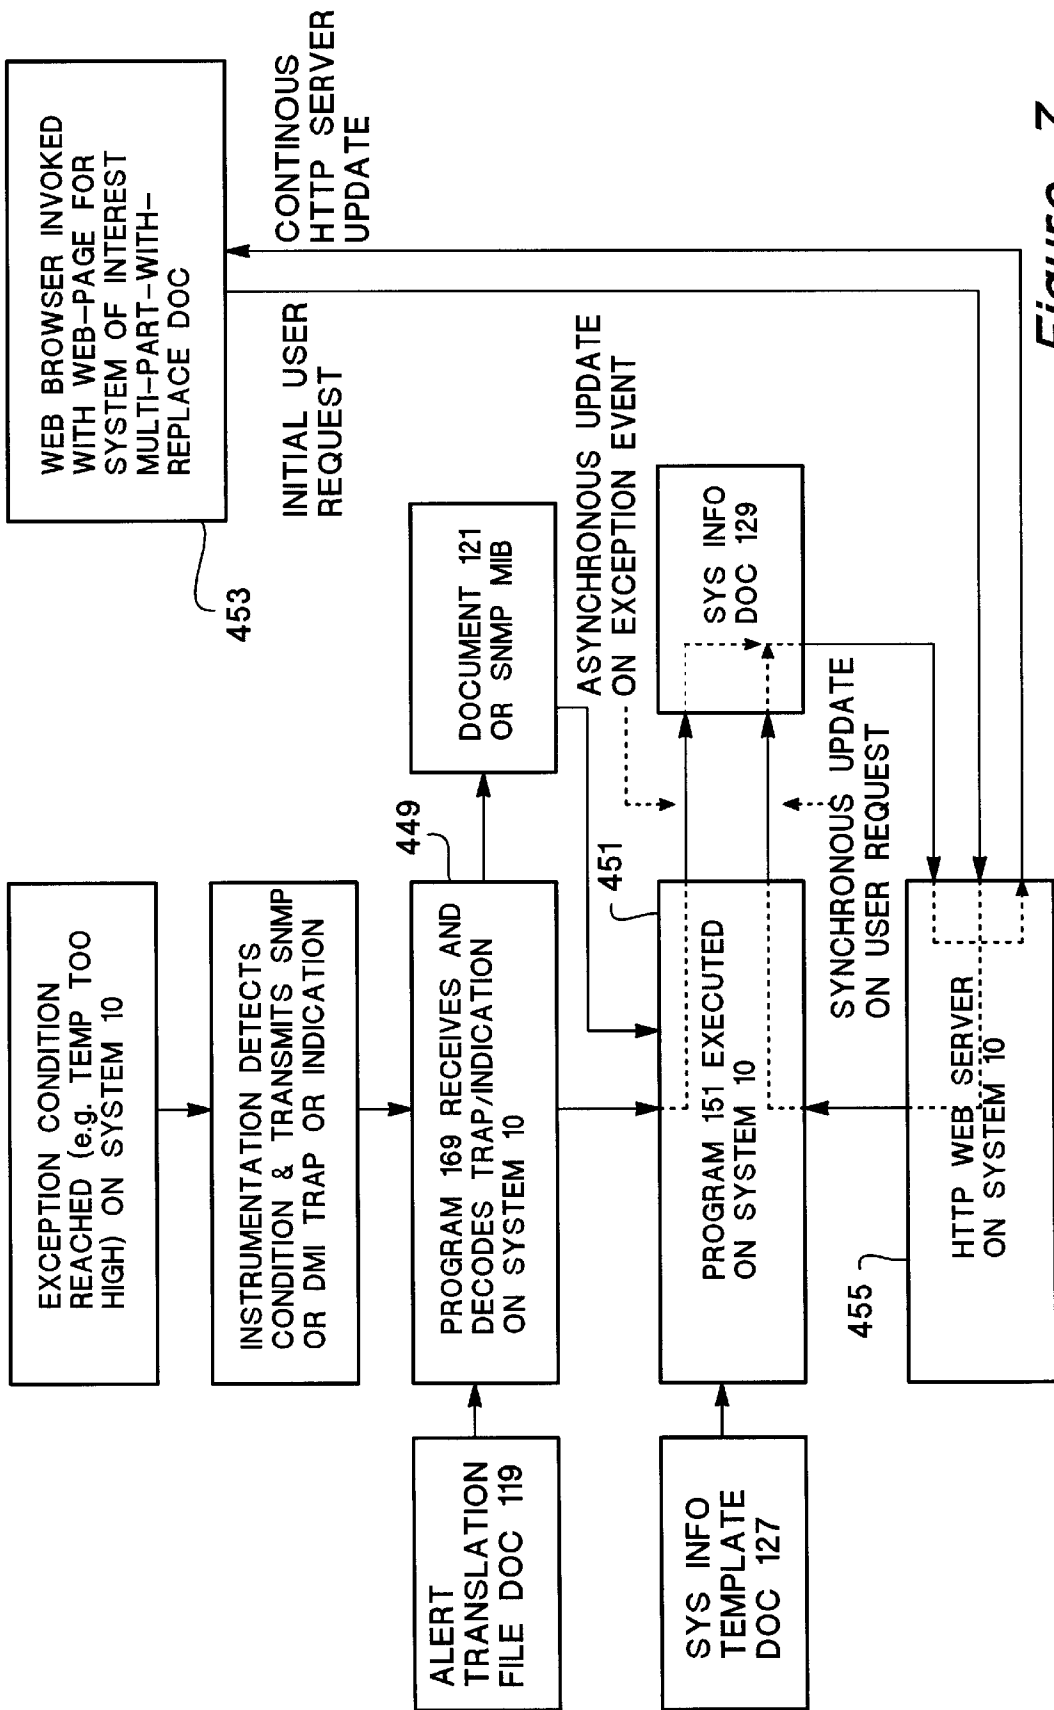 EXCEPTION CONDITION
REACHED (e.g. TEMP TOO
HIGH) ON SYSTEM 10
WEB BROWSER INVOKED
WITH WEB-PAGE FOR
SYSTEM OF INTEREST
MULTI-PART-WITH-
REPLACE DOC
453
INSTRUMENTATION DETECTS
CONDITION & TRANSMITS SNMP
OR DMI TRAP OR INDICATION
INITIAL USER
REQUEST
CONTINOUS
HTTP SERVER
UPDATE
ALERT
TRANSLATION
FILE DOC 119
PROGRAM 169 RECEIVES AND
DECODES TRAP/INDICATION
ON SYSTEM 10
449
DOCUMENT 121
OR SNMP MIB
ASYNCHRONOUS UPDATE
ON EXCEPTION EVENT
SYS INFO
TEMPLATE
DOC 127
PROGRAM 151 EXECUTED
ON SYSTEM 10
451
SYS INFO
DOC 129
SYNCHRONOUS UPDATE
ON USER REQUEST
455
HTTP WEB SERVER
ON SYSTEM 10
Figure 7